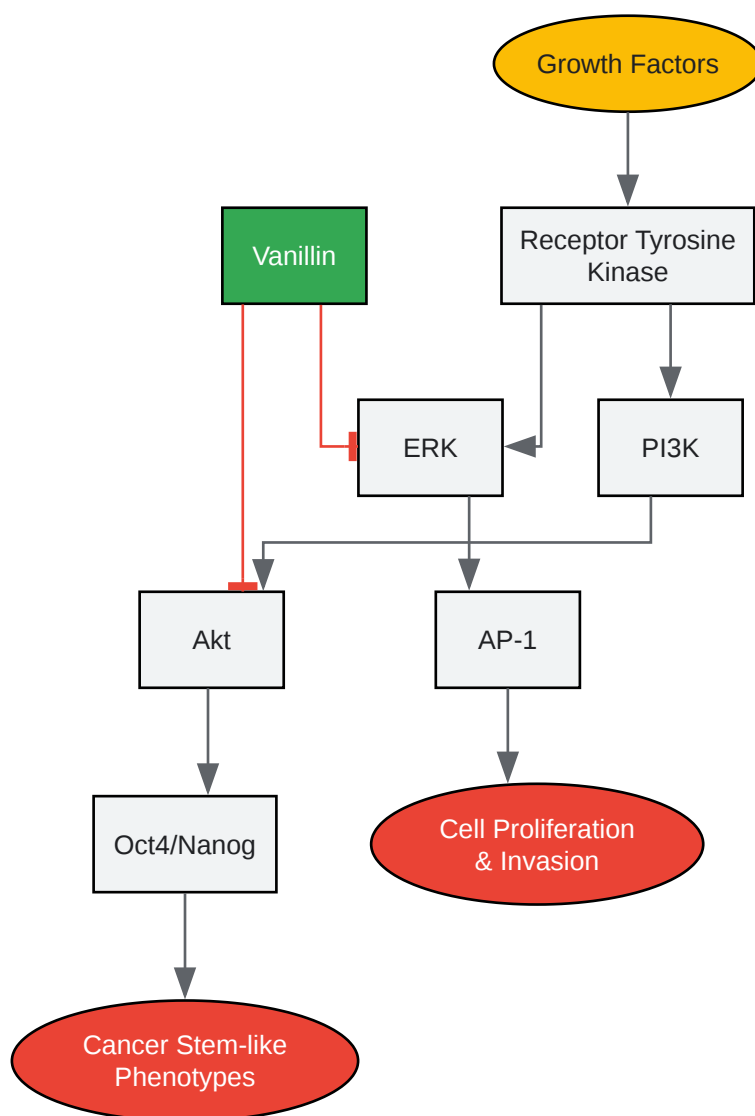 Growth Factors
Vanillin
Receptor Tyrosine
Kinase
ERK
PI3K
Akt
AP-1
Oct4/Nanog
Cell Proliferation
& Invasion
Cancer Stem-like
Phenotypes